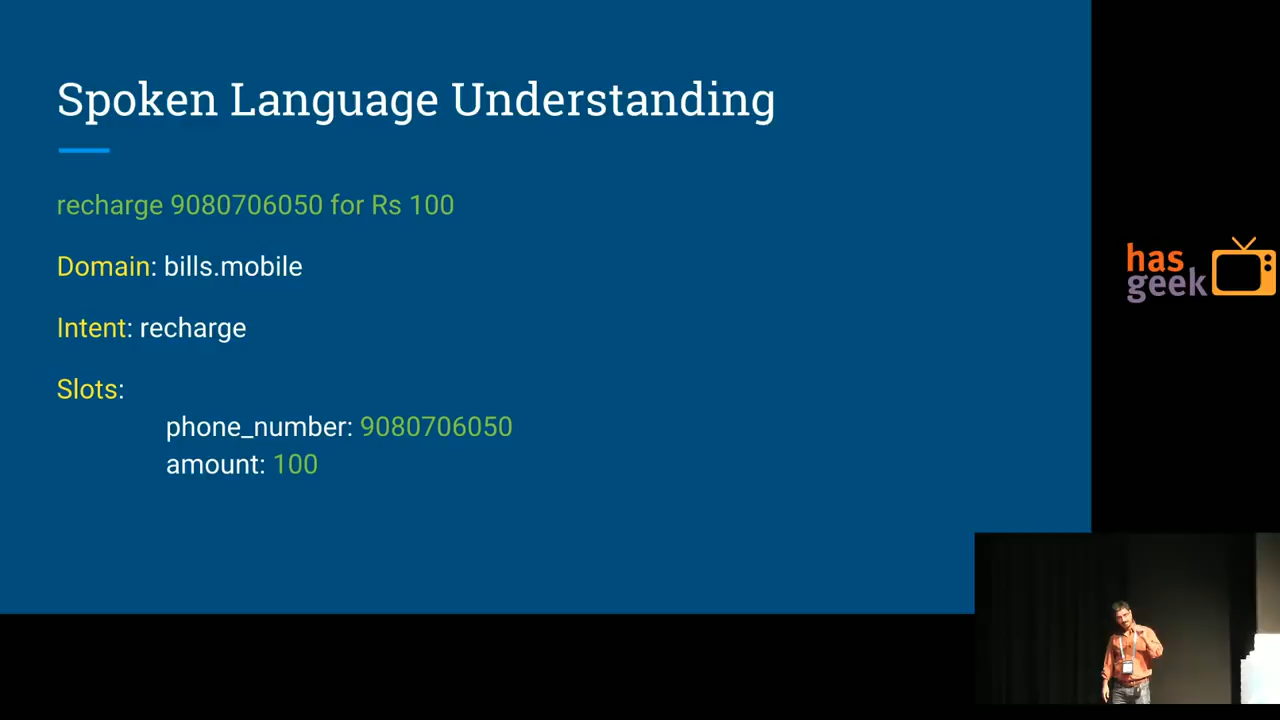 Spoken Language Understanding
recharge 9080706050 for Rs 100
Domain: bills.mobile
Intent: recharge
Slots:
phone_number: 9080706050
amount: 100
has
geek